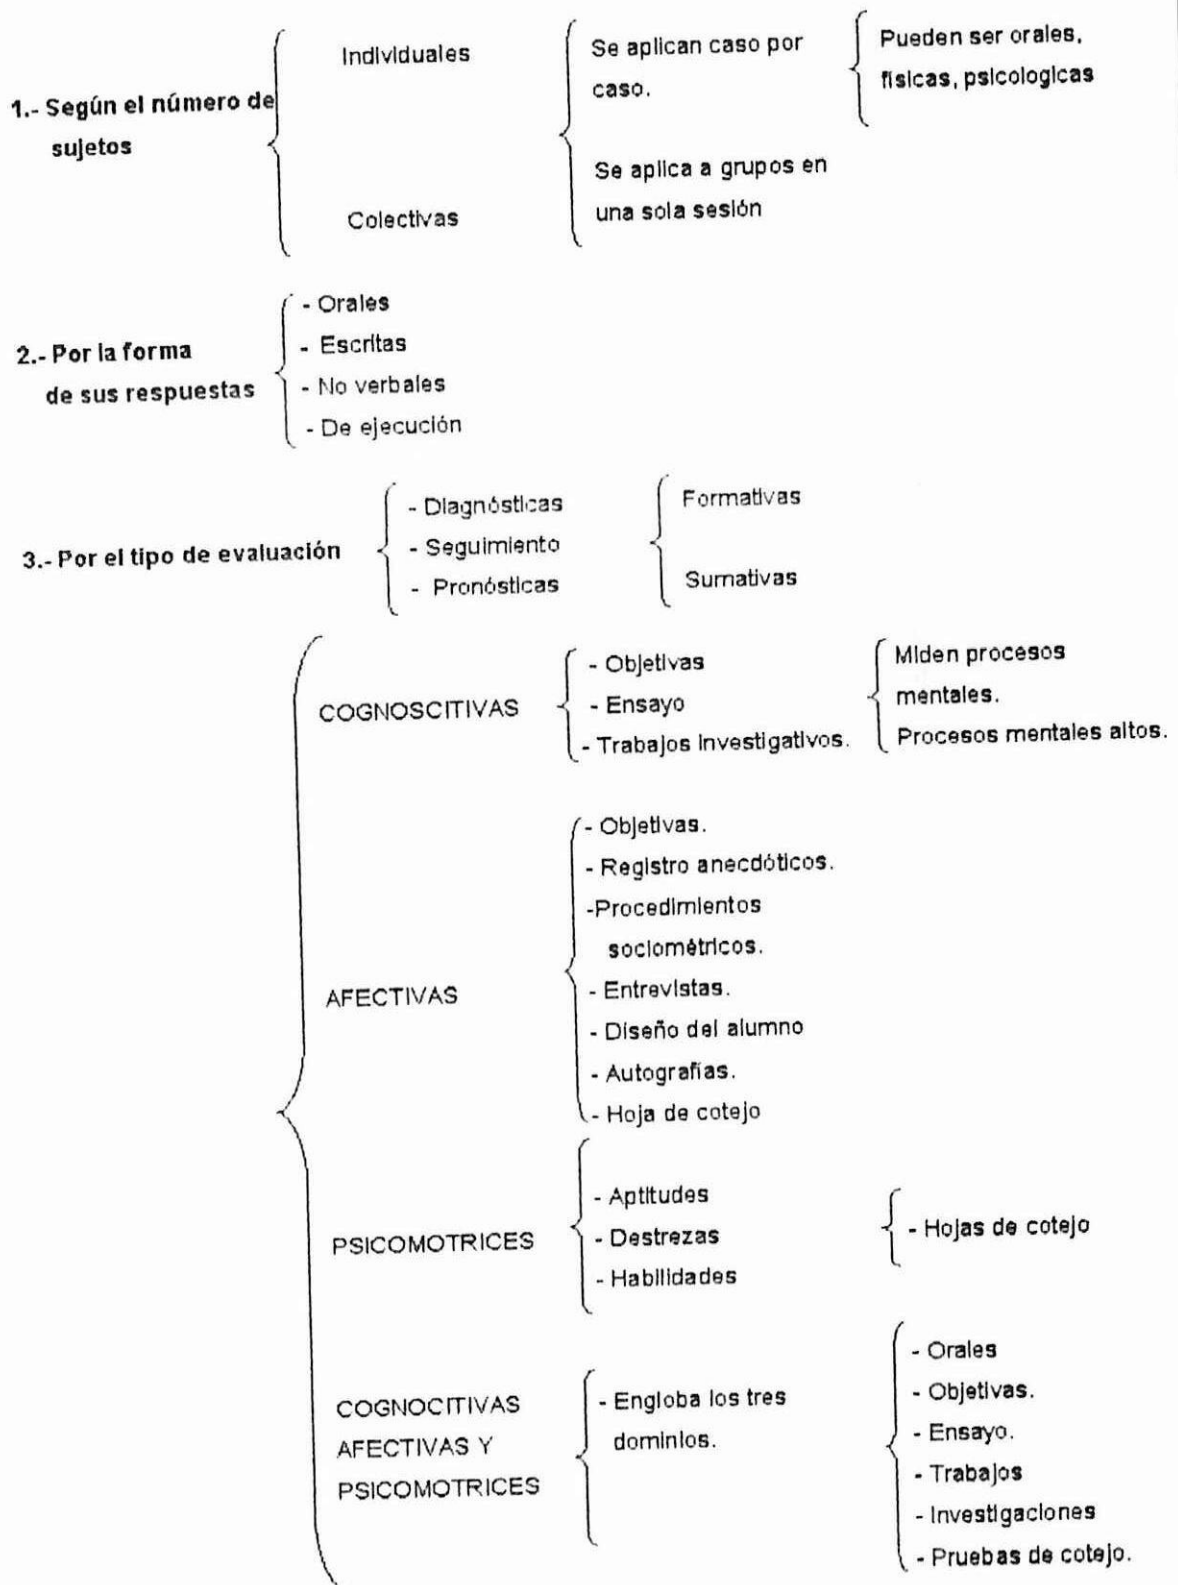 Individuales
Se aplican caso por
caso.
Pueden ser orales,
físicas, psicologicas
1.- Según el número de
sujetos
Se aplica a grupos en
una sola sesión
Colectivas
- Orales
- Escritas
- No verbales
- De ejecución
2.- Por la forma
de sus respuestas
3.- Por el tipo de evaluación
- Diagnósticas
- Seguimiento
- Pronósticas
Formativas
Sumativas
COGNOSCITIVAS
- Objetivas
- Ensayo
- Trabajos investigativos.
Miden procesos
mentales.
Procesos mentales altos.
AFECTIVAS
- Objetivas.
- Registro anecdóticos.
-Procedimientos
sociométricos.
- Entrevistas.
- Diseño del alumno
- Autografías.
- Hoja de cotejo
PSICOMOTRICES
- Aptitudes
- Destrezas
- Habilidades
- Hojas de cotejo
COGNOCITIVAS
AFECTIVAS Y
PSICOMOTRICES
- Engloba los tres
dominios.
- Orales
- Objetivas.
- Ensayo.
- Trabajos
- Investigaciones
- Pruebas de cotejo.